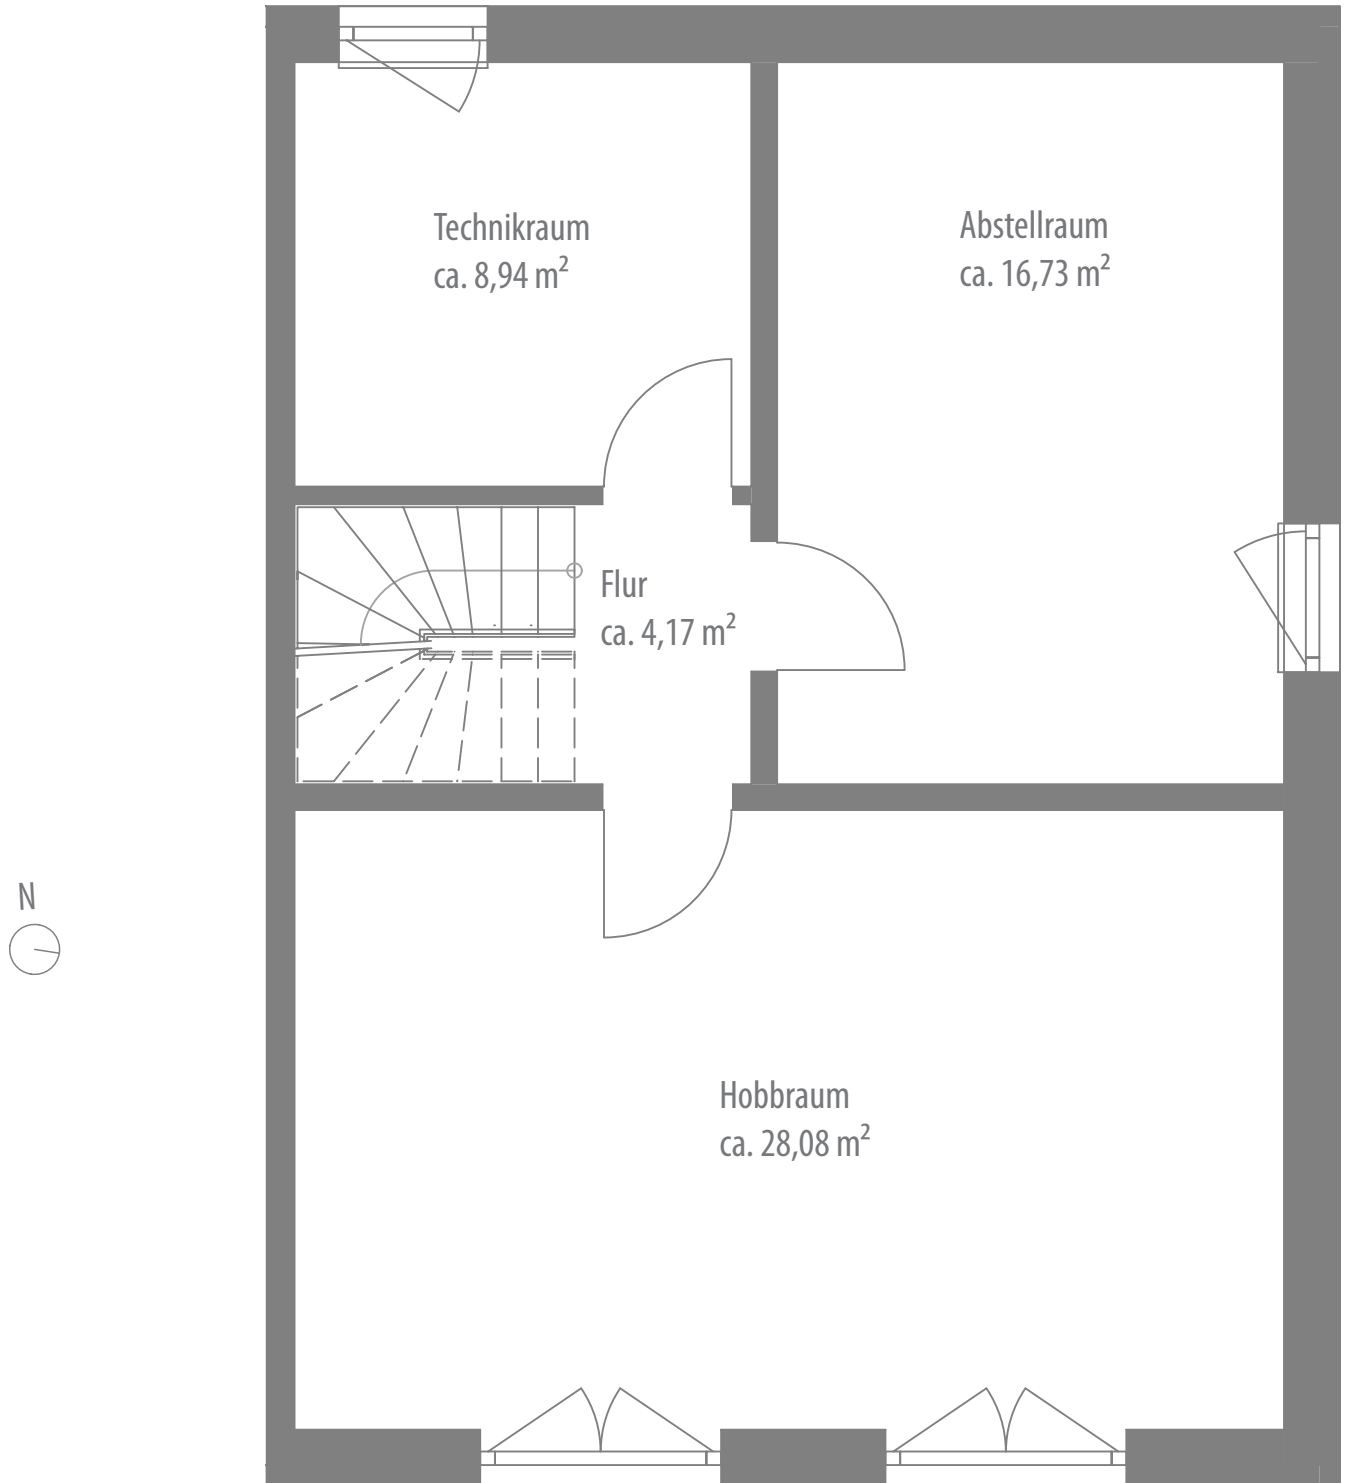 Technikraum
ca. 8,94 m²
Abstellraum
ca. 16,73 m²
Flur
ca. 4,17 m²
N
Hobbraum
ca. 28,08 m²